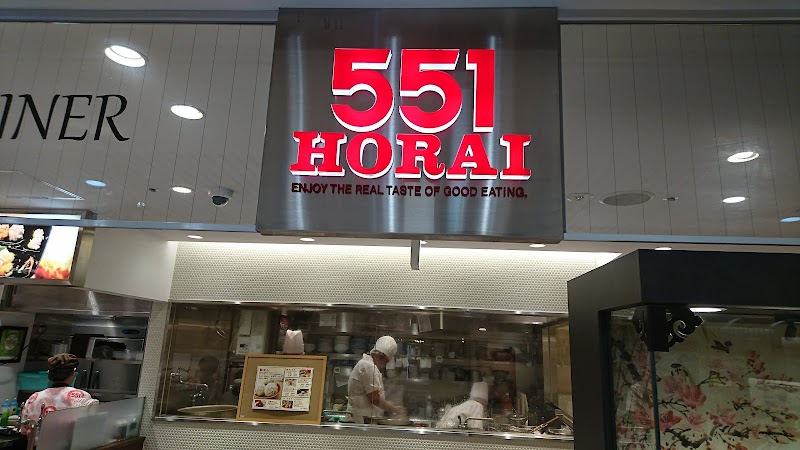 INER
551
HORAI
ENJOY THE REAL TASTE OF GOOD EATING.